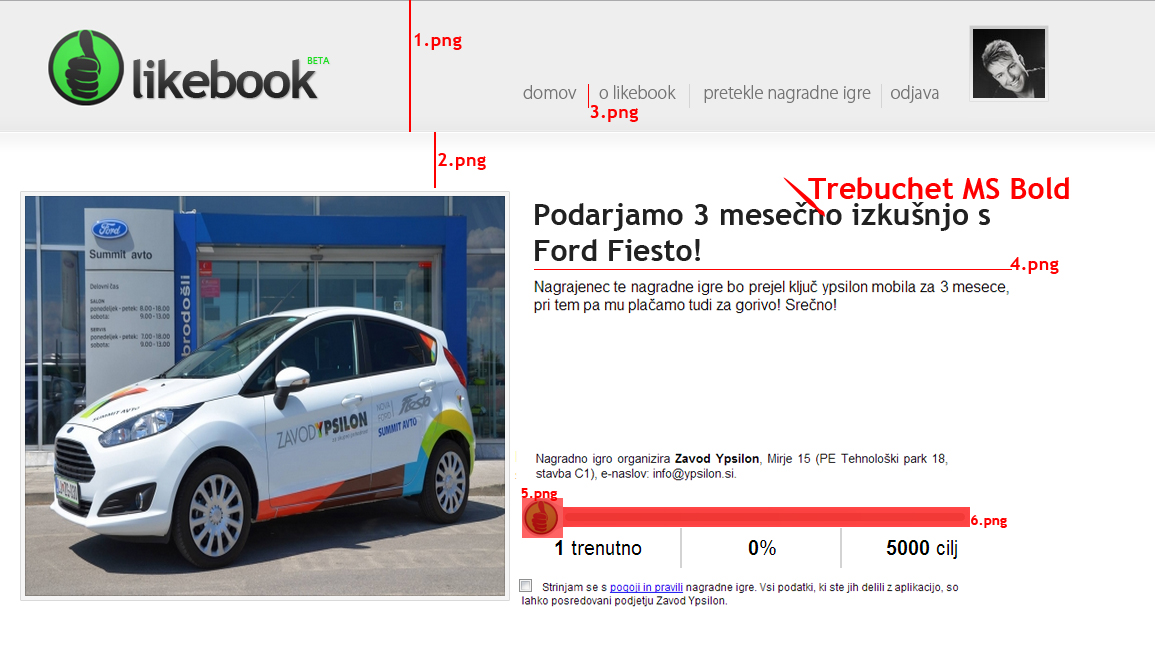 1.png
likebook BETA
domov o likebook pretekle nagradne igre odjava
3.png
2.png
Trebuchet MS Bold
Podarjamo 3 mesečno izkušnjo s
Ford Fiesto!
4.png
Nagrajenec te nagradne igre bo prejel ključ ypsilon mobila za 3 mesece,
pri tem pa mu plačamo tudi za gorivo! Srečno!
Ford
Summit avto
Delovni čas
SALON
ponedeljek - petek: 8.00 - 18.00
sobota: 9.00 - 13.00
SERVIS
ponedeljek - petek: 7.00 - 18.00
sobota: 9.00 - 13.00
brodošli
SUMMIT AVTO
ZAVOD YPSILON
NOVA
FORD Fiesta
SUMMIT AVTO
Nagradno igro organizira Zavod Ypsilon, Mirje 15 (PE Tehnološki park 18,
stavba C1), e-naslov: info@ypsilon.si.
5.png
6.png
1 trenutno 0% 5000 cilj
Strinjam se s pogoji in pravili nagradne igre. Vsi podatki, ki ste jih delili z aplikacijo, so
lahko posredovani podjetju Zavod Ypsilon.